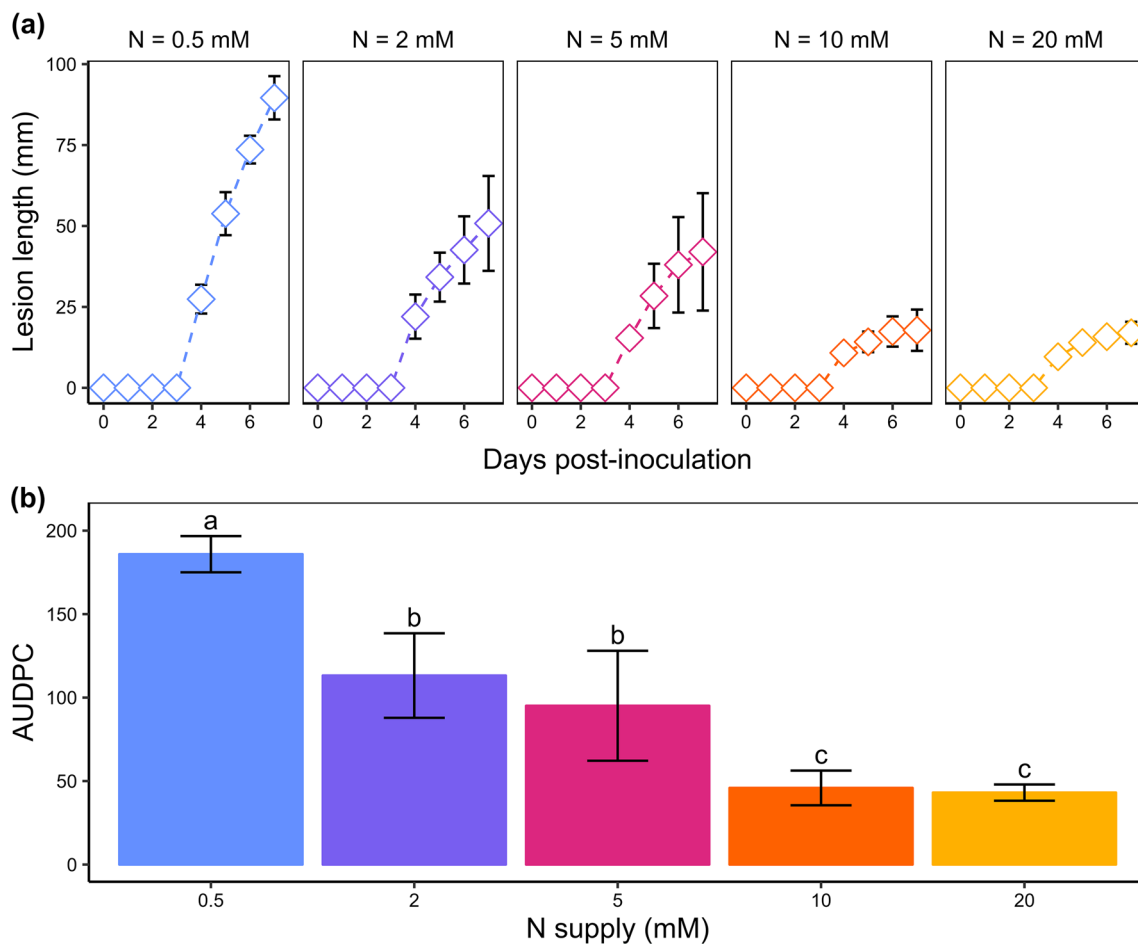 (a)
N = 0.5 mM N = 2 mM N = 5 mM N = 10 mM N = 20 mM
Lesion length (mm)
100
75
50
25
0
0 2 4 6 0 2 4 6 0 2 4 6 0 2 4 6 0 2 4 6
Days post-inoculation
(b)
AUDPC
200
150
100
50
0
a
b
b
c
c
0.5 2 5 10 20
N supply (mM)